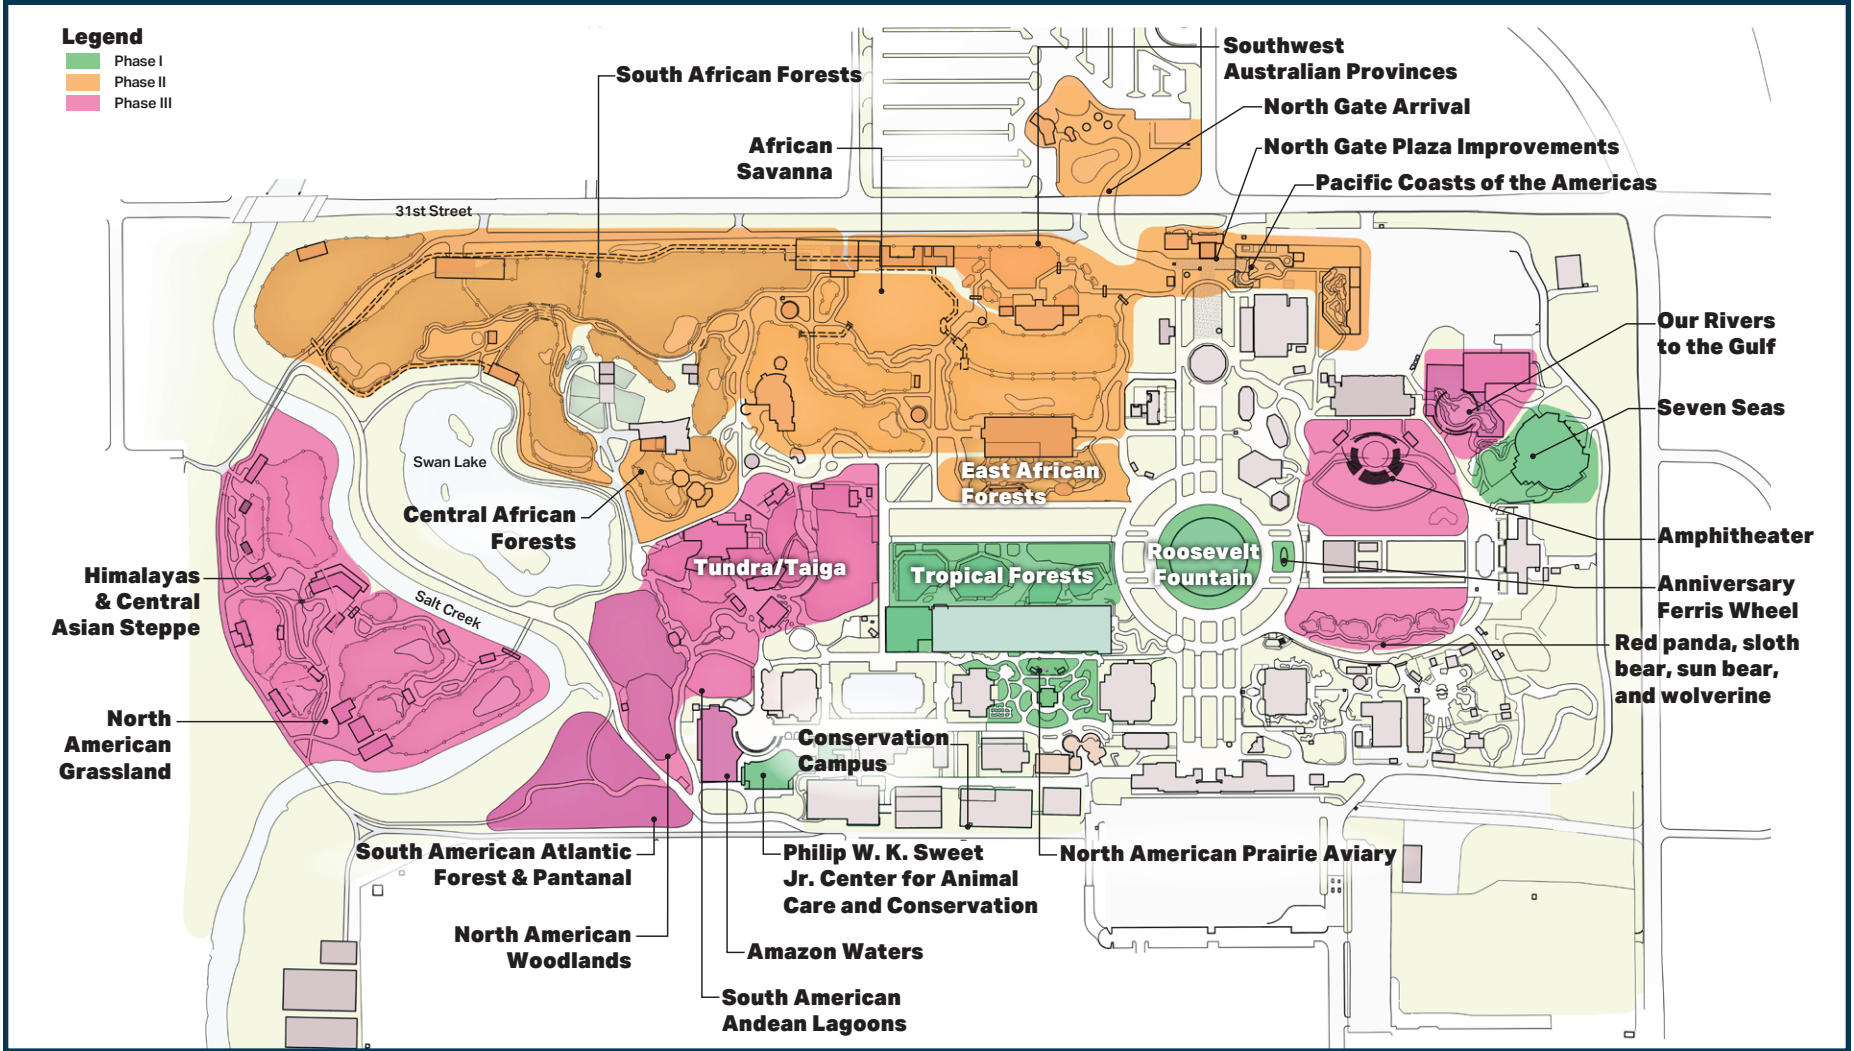 Legend
Phase I
Phase II
Phase III
South African Forests
African
Savanna
Southwest
Australian Provinces
North Gate Arrival
North Gate Plaza Improvements
Pacific Coasts of the Americas
31st Street
Our Rivers
to the Gulf
Seven Seas
Swan Lake
East African
Forests
Central African
Forests
Amphitheater
Roosevelt
Fountain
Tundra/Taiga
Tropical Forests
Himalayas
& Central
Asian Steppe
Salt Creek
Anniversary
Ferris Wheel
Red panda, sloth
bear, sun bear,
and wolverine
North
American
Grassland
Conservation
Campus
South American Atlantic
Forest & Pantanal
Philip W. K. Sweet
Jr. Center for Animal
Care and Conservation
North American Prairie Aviary
North American
Woodlands
Amazon Waters
South American
Andean Lagoons